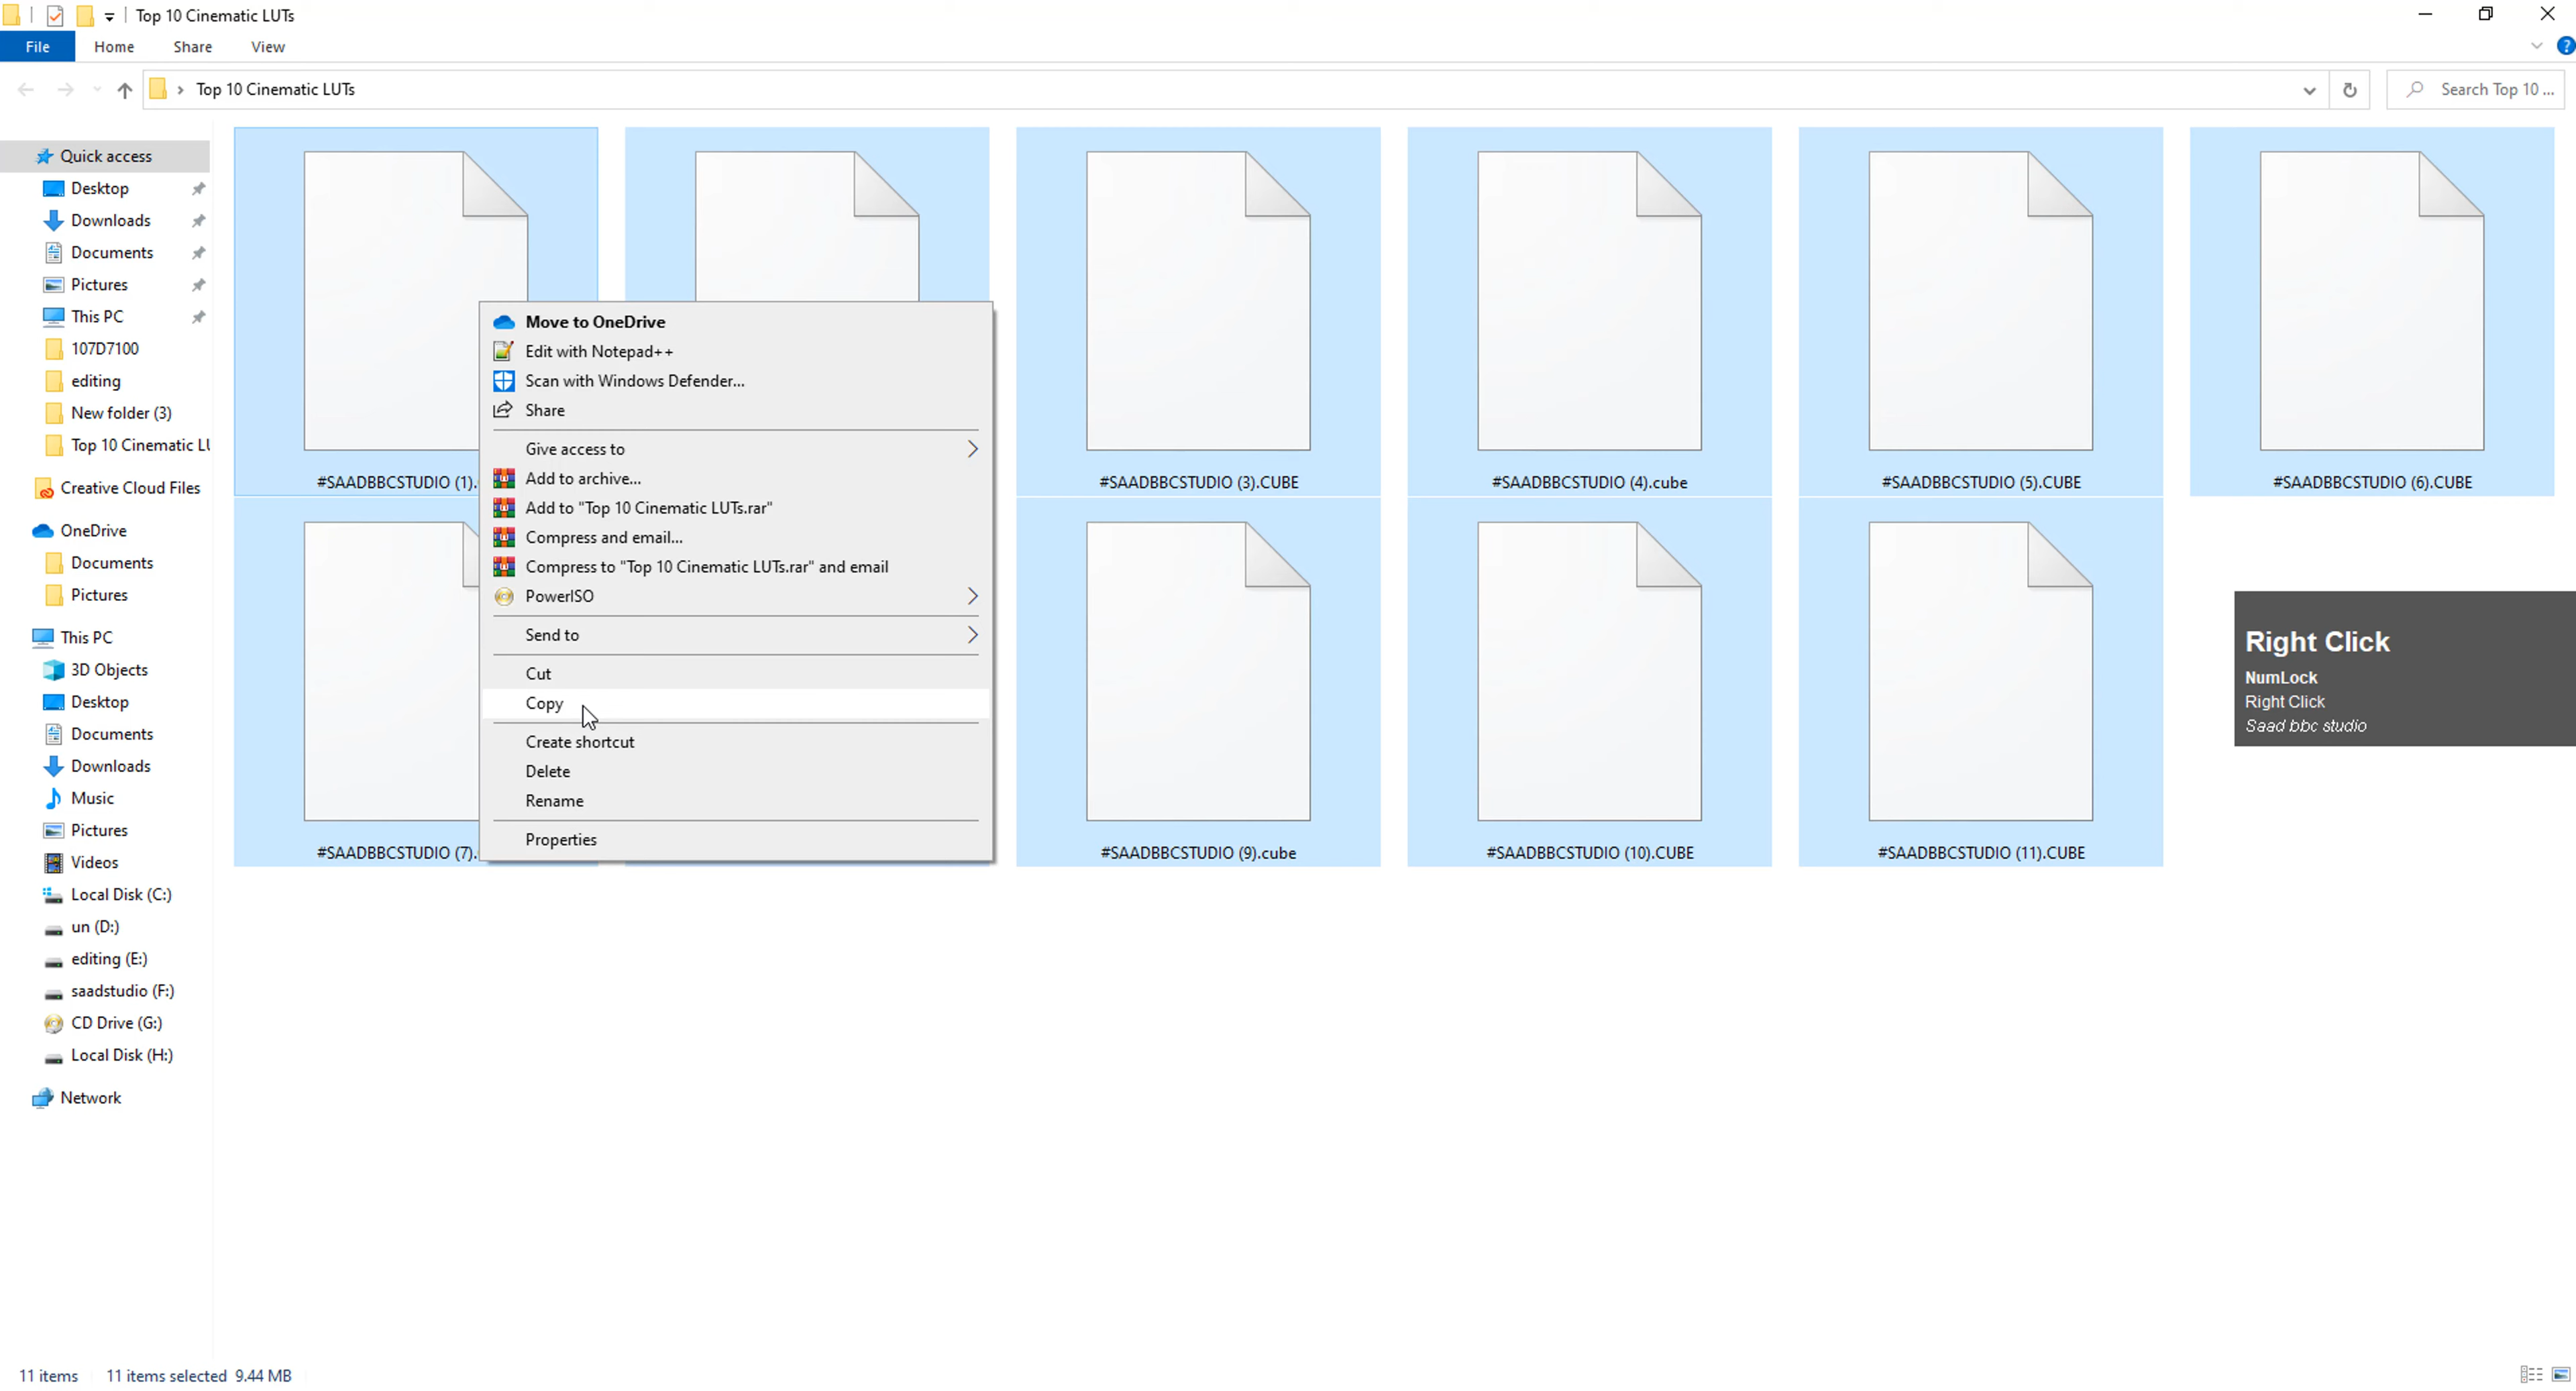 Top 10 Cinematic LUTs
File Home Share View
Top 10 Cinematic LUTs
Search Top 10 ...
Quick access
Desktop
Downloads
Documents
Pictures
This PC
107D7100
editing
New folder (3)
Top 10 Cinematic LU
Creative Cloud Files
OneDrive
Documents
Pictures
This PC
3D Objects
Desktop
Documents
Downloads
Music
Pictures
Videos
Local Disk (C:)
un (D:)
editing (E:)
saadstudio (F:)
CD Drive (G:)
Local Disk (H:)
Network
#SAADBBCSTUDIO (1).
#SAADBBCSTUDIO (3).CUBE
#SAADBBCSTUDIO (4).cube
#SAADBBCSTUDIO (5).CUBE
#SAADBBCSTUDIO (6).CUBE
#SAADBBCSTUDIO (7).
#SAADBBCSTUDIO (9).cube
#SAADBBCSTUDIO (10).CUBE
#SAADBBCSTUDIO (11).CUBE
Move to OneDrive
Edit with Notepad++
Scan with Windows Defender...
Share
Give access to
Add to archive...
Add to "Top 10 Cinematic LUTs.rar"
Compress and email...
Compress to "Top 10 Cinematic LUTs.rar" and email
PowerISO
Send to
Cut
Copy
Create shortcut
Delete
Rename
Properties
Right Click
NumLock
Right Click
Saad bbc studio
11 items 11 items selected 9.44 MB